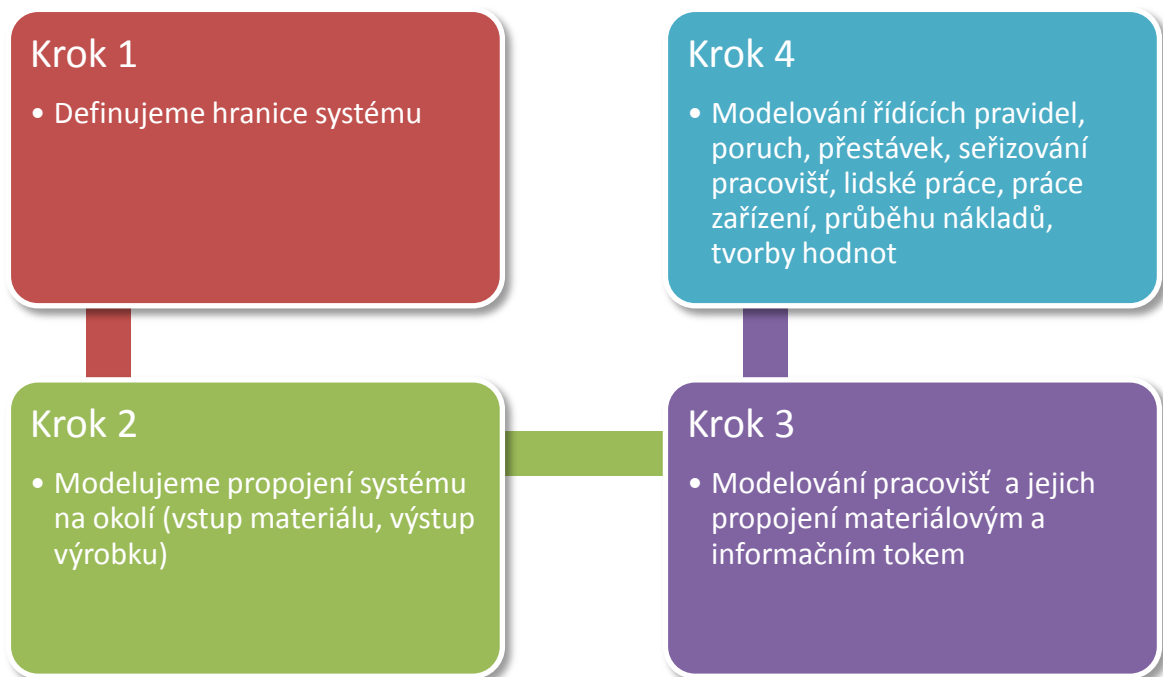 Krok 1
• Definujeme hranice systému
Krok 2
• Modelujeme propojení systému
na okolí (vstup materiálu, výstup
výrobku)
Krok 3
• Modelování pracovišť a jejich
propojení materiálovým a
informačním tokem
Krok 4
• Modelování řídících pravidel,
poruch, přestávek, seřizování
pracovišť, lidské práce, práce
zařízení, průběhu nákladů,
tvorby hodnot